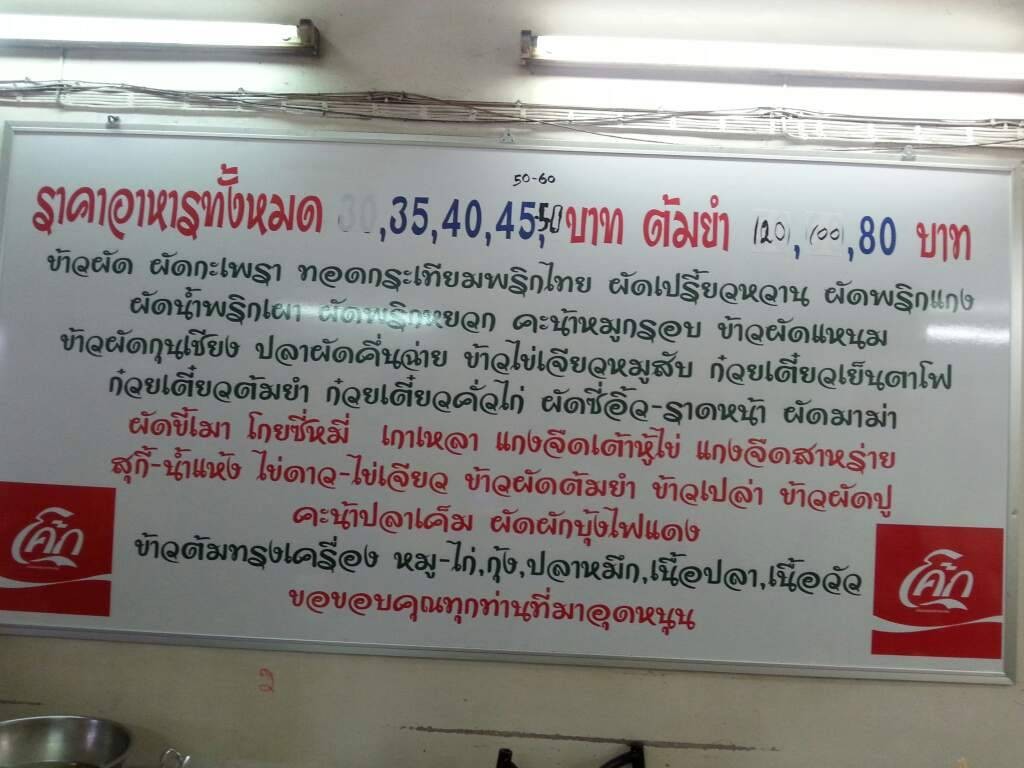 50-60
ราคาอาหารทั้งหมด 30,35,40,45,50 บาท ต้มยำ 120,100,80 บาท
ข้าวผัด ผัดกะเพรา ทอดกระเทียมพริกไทย ผัดเปรี้ยวหวาน ผัดพริกแกง
ผัดน้ำพริกเผา ผัดพริกหยวก คะน้าหมูกรอบ ข้าวผัดแหนม
ข้าวผัดกุนเชียง ปลาผัดคื่นฉ่าย ข้าวไข่เจียวหมูสับ ก๋วยเตี๋ยวเย็นตาโฟ
ก๋วยเตี๋ยวต้มยำ ก๋วยเตี๋ยวคั่วไก่ ผัดซี่อิ้ว-ราดหน้า ผัดมาม่า
ผัดขี้เมา โกยซี่หมี่ เกาเหลา แกงจืดเต้าหู้ไข่ แกงจืดสาหร่าย
สุกี้-น้ำแห้ง ไข่ดาว-ไข่เจียว ข้าวผัดต้มยำ ข้าวเปล่า ข้าวผัดปู
คะน้าปลาเค็ม ผัดผักบุ้งไฟแดง
ข้าวต้มทรงเครื่อง หมู-ไก่,กุ้ง,ปลาหมึก,เนื้อปลา,เนื้อวัว
ขอขอบคุณทุกท่านที่มาอุดหนุน
โค้ก
โค้ก